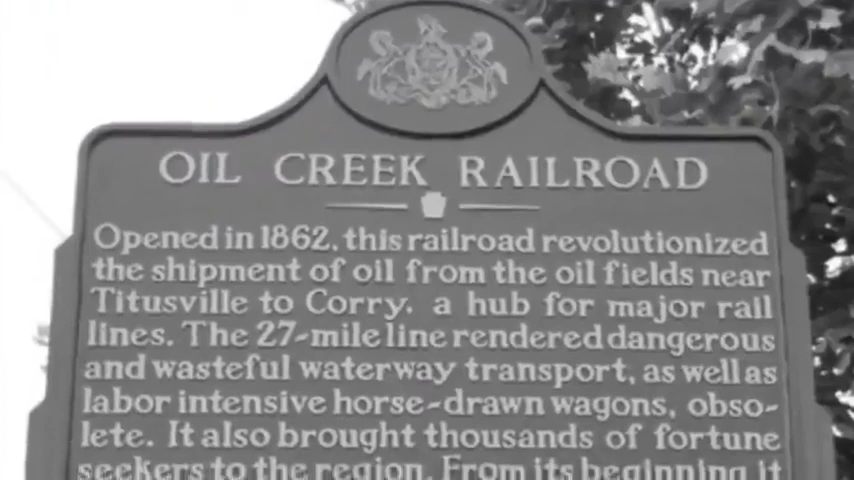 OIL CREEK RAILROAD
Opened in 1862, this railroad revolutionized
the shipment of oil from the oil fields near
Titusville to Corry, a hub for major rail
lines. The 27-mile line rendered dangerous
and wasteful waterway transport, as well as
labor intensive horse-drawn wagons, obso-
lete. It also brought thousands of fortune
seekers to the region. From its beginning it